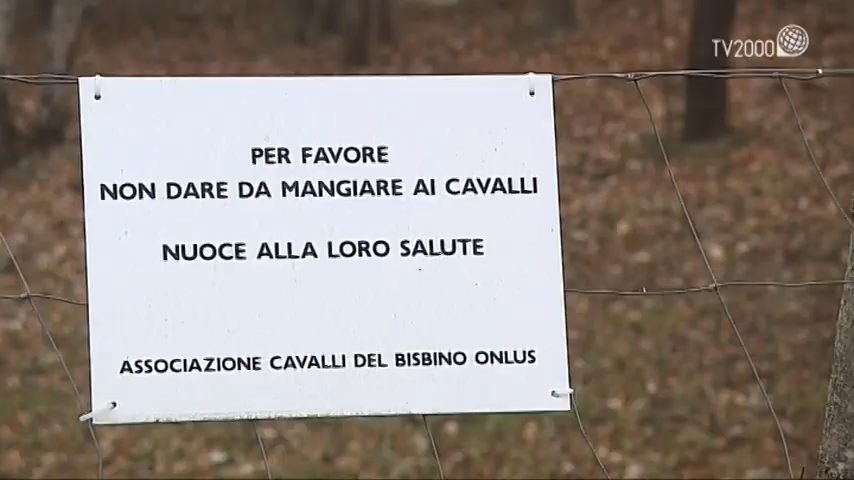 TV2000
PER FAVORE
NON DARE DA MANGIARE AI CAVALLI
NUOCE ALLA LORO SALUTE
ASSOCIAZIONE CAVALLI DEL BISBINO ONLUS